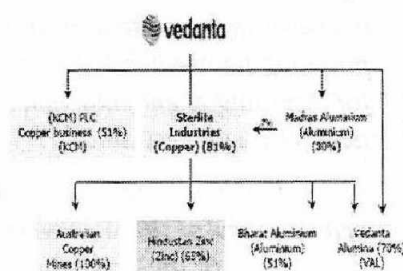 vedanta
(KCM) PLC
Copper business (51%)
(KCM)
Sterlite
Industries
(Copper) (81%)
Madras Aluminium
(Aluminium)
(80%)
Australian
Copper
Mines (100%)
Hindustan Zinc
(Zinc) (65%)
Bharat Aluminium
(Aluminium)
(51%)
Vedanta
Alumina (70%)
(VAL)